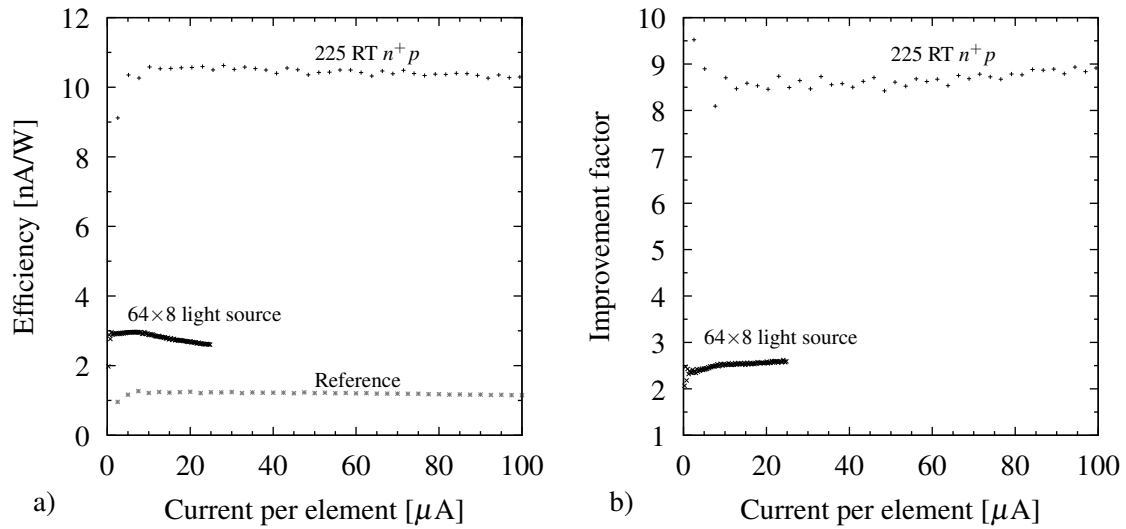 12
10
8
6
4
2
0
0 20 40 60 80 100
Efficiency [nA/W]
Current per element [μA]
225 RT n⁺p
64×8 light source
Reference
a)
10
9
8
7
6
5
4
3
2
1
0 20 40 60 80 100
Improvement factor
Current per element [μA]
225 RT n⁺p
64×8 light source
b)